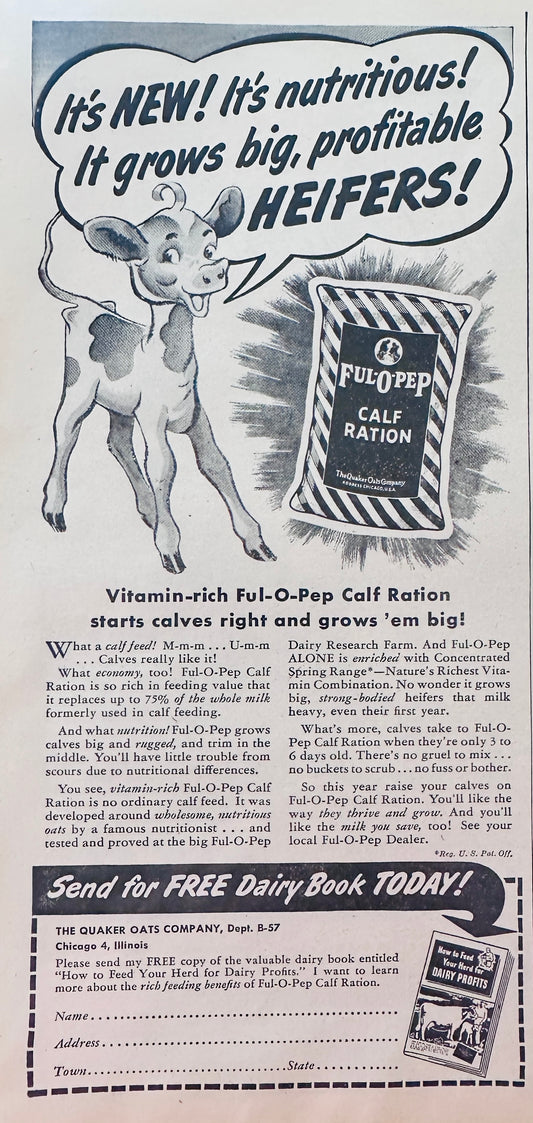 It's NEW! It's nutritious!
It grows big, profitable
HEIFERS!
FUL-O-PEP
CALF
RATION
The Quaker Oats Company
ADDRESS CHICAGO, U.S.A.
Vitamin-rich Ful-O-Pep Calf Ration
starts calves right and grows 'em big!
What a calf feed! M-m-m . . . U-m-m
. . . Calves really like it!
What economy, too! Ful-O-Pep Calf
Ration is so rich in feeding value that
it replaces up to 75% of the whole milk
formerly used in calf feeding.
And what nutrition! Ful-O-Pep grows
calves big and rugged, and trim in the
middle. You'll have little trouble from
scours due to nutritional differences.
You see, vitamin-rich Ful-O-Pep Calf
Ration is no ordinary calf feed. It was
developed around wholesome, nutritious
oats by a famous nutritionist . . . and
tested and proved at the big Ful-O-Pep
Dairy Research Farm. And Ful-O-Pep
ALONE is enriched with Concentrated
Spring Range*—Nature's Richest Vita-
min Combination. No wonder it grows
big, strong-bodied heifers that milk
heavy, even their first year.
What's more, calves take to Ful-O-
Pep Calf Ration when they're only 3 to
6 days old. There's no gruel to mix . . .
no buckets to scrub . . . no fuss or bother.
So this year raise your calves on
Ful-O-Pep Calf Ration. You'll like the
way they thrive and grow. And you'll
like the milk you save, too! See your
local Ful-O-Pep Dealer.
*Reg. U. S. Pat. Off.
Send for FREE Dairy Book TODAY!
THE QUAKER OATS COMPANY, Dept. B-57
Chicago 4, Illinois
Please send my FREE copy of the valuable dairy book entitled
"How to Feed Your Herd for Dairy Profits." I want to learn
more about the rich feeding benefits of Ful-O-Pep Calf Ration.
Name
Address
Town State
How to Feed
Your Herd for
DAIRY PROFITS